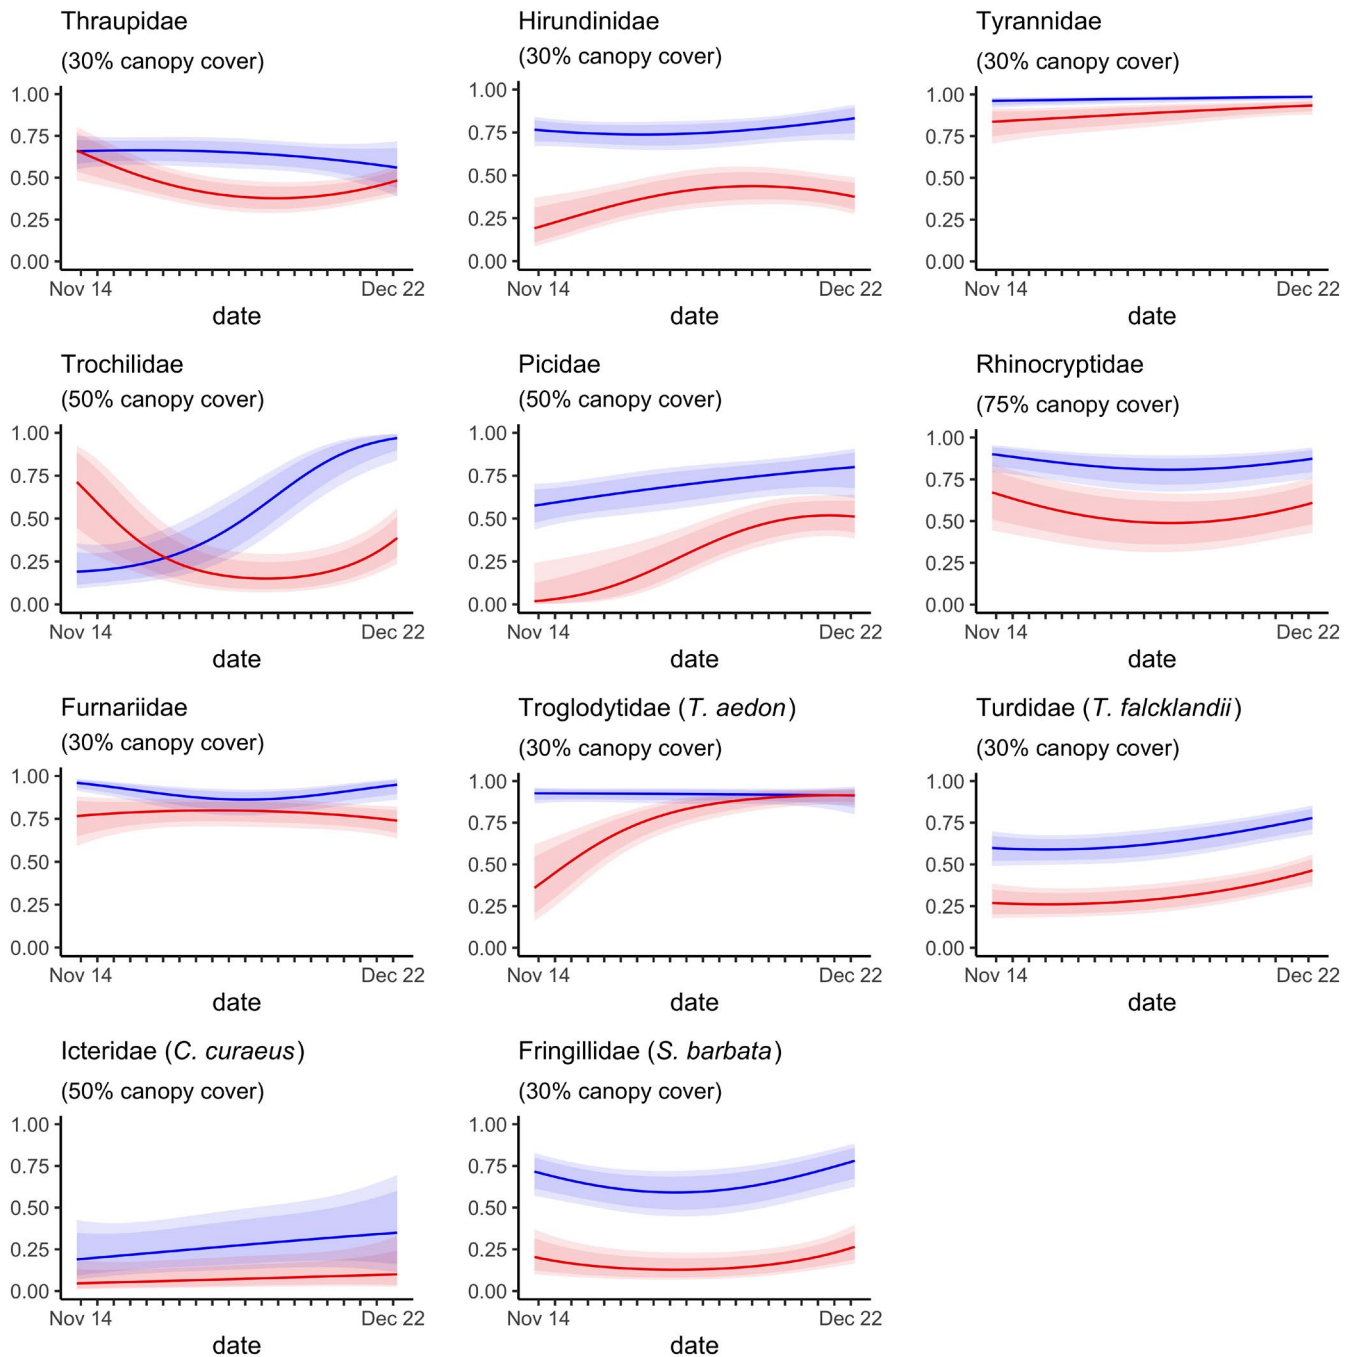 Thraupidae
(30% canopy cover)
1.00
0.75
0.50
0.25
0.00
Nov 14 Dec 22
date
Hirundinidae
(30% canopy cover)
1.00
0.75
0.50
0.25
0.00
Nov 14 Dec 22
date
Tyrannidae
(30% canopy cover)
1.00
0.75
0.50
0.25
0.00
Nov 14 Dec 22
date
Trochilidae
(50% canopy cover)
1.00
0.75
0.50
0.25
0.00
Nov 14 Dec 22
date
Picidae
(50% canopy cover)
1.00
0.75
0.50
0.25
0.00
Nov 14 Dec 22
date
Rhinocryptidae
(75% canopy cover)
1.00
0.75
0.50
0.25
0.00
Nov 14 Dec 22
date
Furnariidae
(30% canopy cover)
1.00
0.75
0.50
0.25
0.00
Nov 14 Dec 22
date
Troglodytidae (T. aedon)
(30% canopy cover)
1.00
0.75
0.50
0.25
0.00
Nov 14 Dec 22
date
Turdidae (T. falcklandii)
(30% canopy cover)
1.00
0.75
0.50
0.25
0.00
Nov 14 Dec 22
date
Icteridae (C. curaeus)
(50% canopy cover)
1.00
0.75
0.50
0.25
0.00
Nov 14 Dec 22
date
Fringillidae (S. barbata)
(30% canopy cover)
1.00
0.75
0.50
0.25
0.00
Nov 14 Dec 22
date